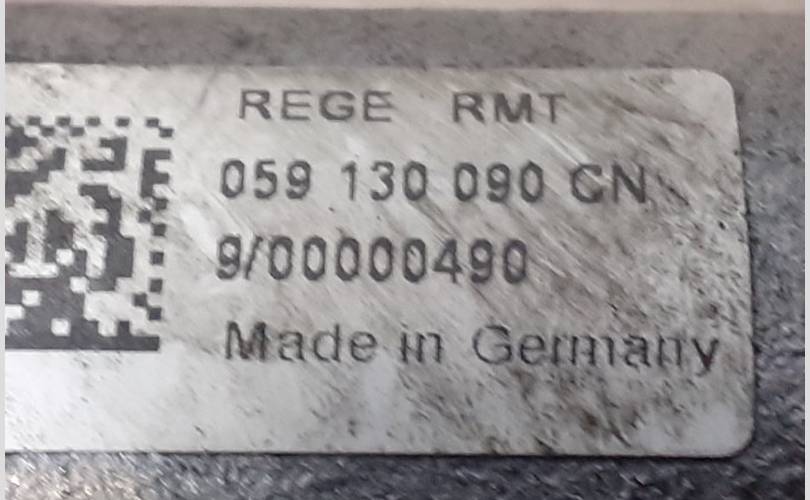 REGE RMT
059 130 090 CN
9/00000490
Made in Germany